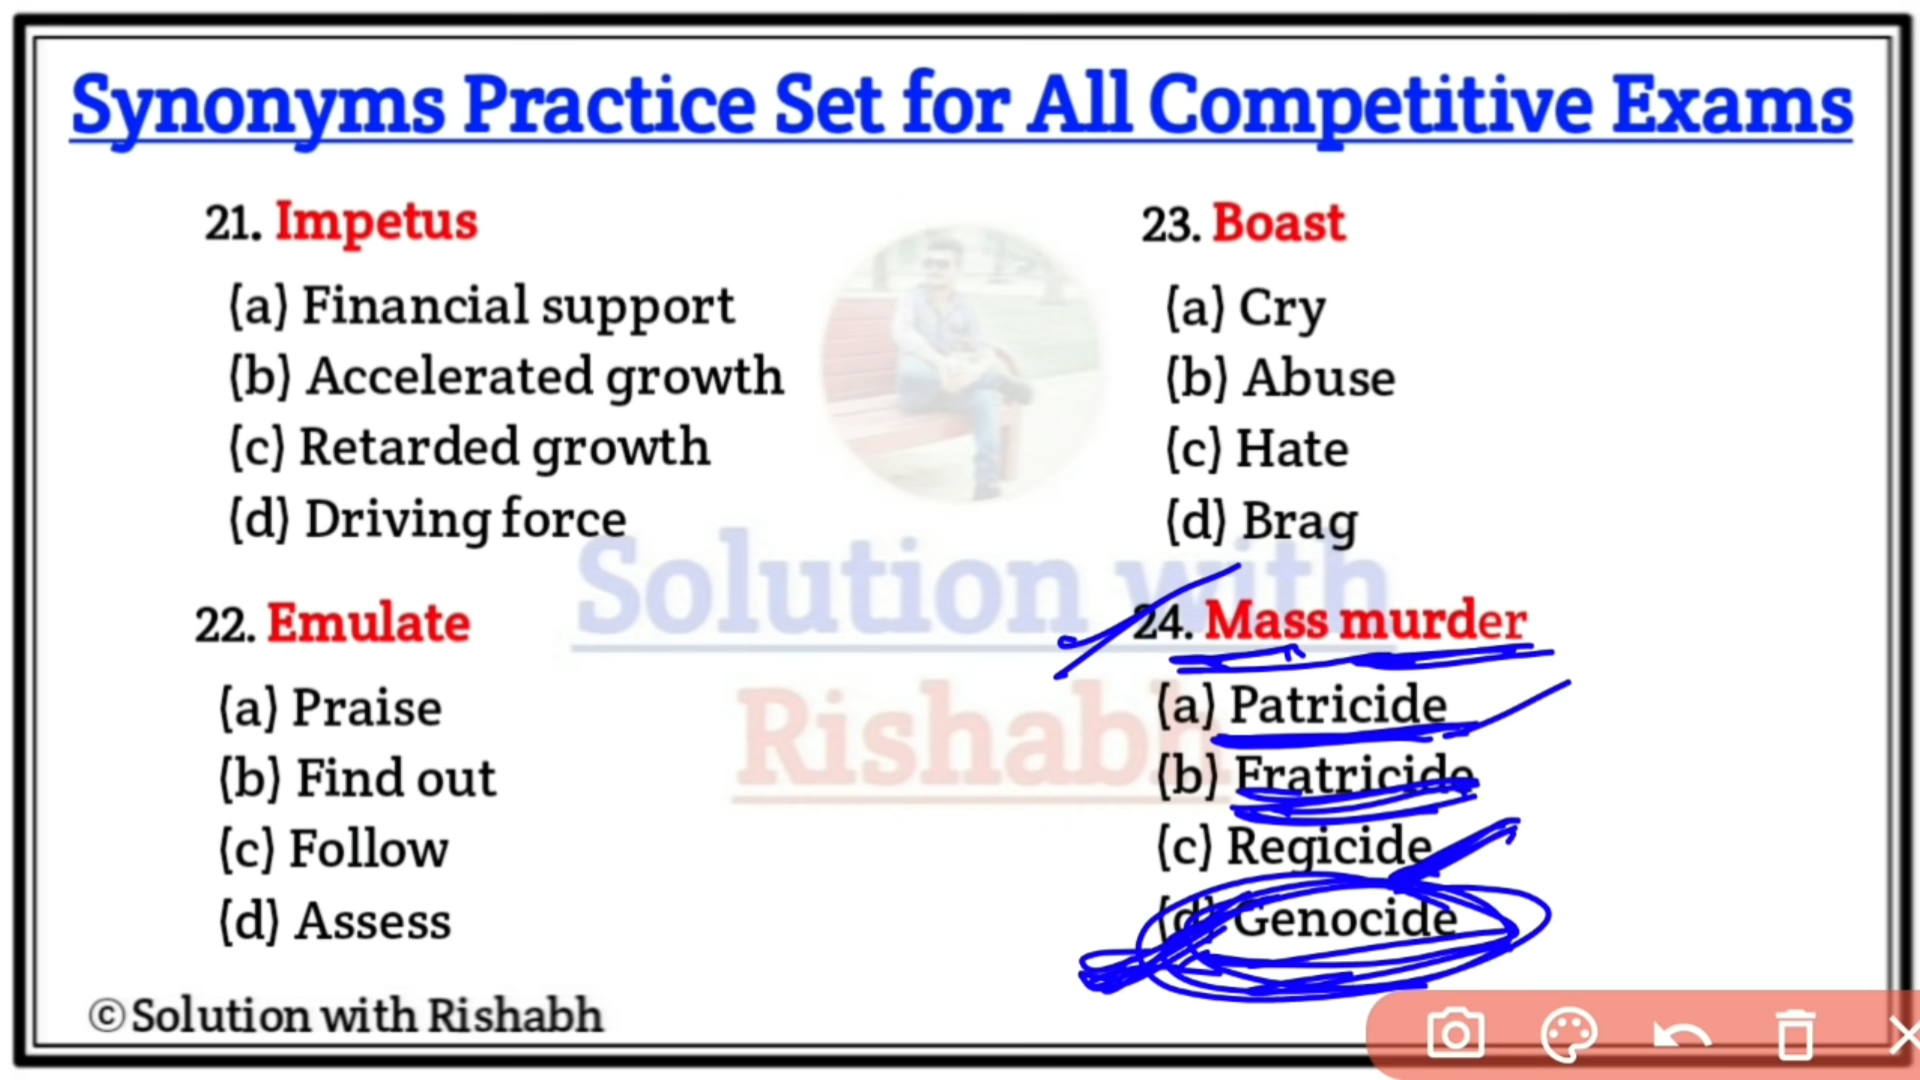 Synonyms Practice Set for All Competitive Exams
21. Impetus
(a) Financial support
(b) Accelerated growth
(c) Retarded growth
(d) Driving force
22. Emulate
(a) Praise
(b) Find out
(c) Follow
(d) Assess
23. Boast
(a) Cry
(b) Abuse
(c) Hate
(d) Brag
24. Mass murder
(a) Patricide
(b) Fratricide
(c) Regicide
(d) Genocide
Solution with
Rishabh
©Solution with Rishabh